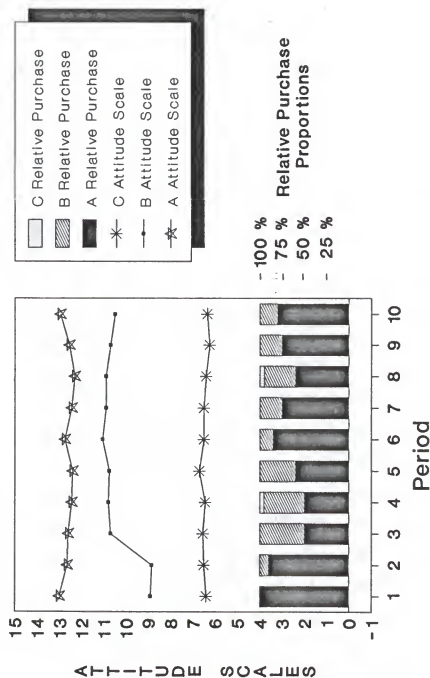 C Relative Purchase
B Relative Purchase
A Relative Purchase
C Attitude Scale
B Attitude Scale
A Attitude Scale
ATTITUDE SCALES
15
14
13
12
11
10
9
8
7
6
5
4
3
2
1
0
-1
1 2 3 4 5 6 7 8 9 10
Period
- 100 %
- 75 %
- 50 %
- 25 %
Relative Purchase
Proportions